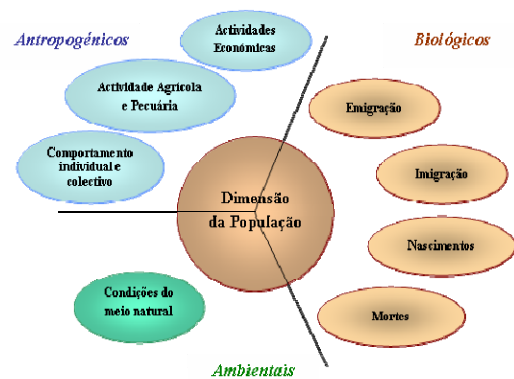 Antropogénicos
Actividades
Económicas
Biológicos
Actividade Agrícola
e Pecuária
Emigração
Comportamento
individual e
colectivo
Imigração
Dimensão
da População
Nascimentos
Condições do
meio natural
Mortes
Ambientais